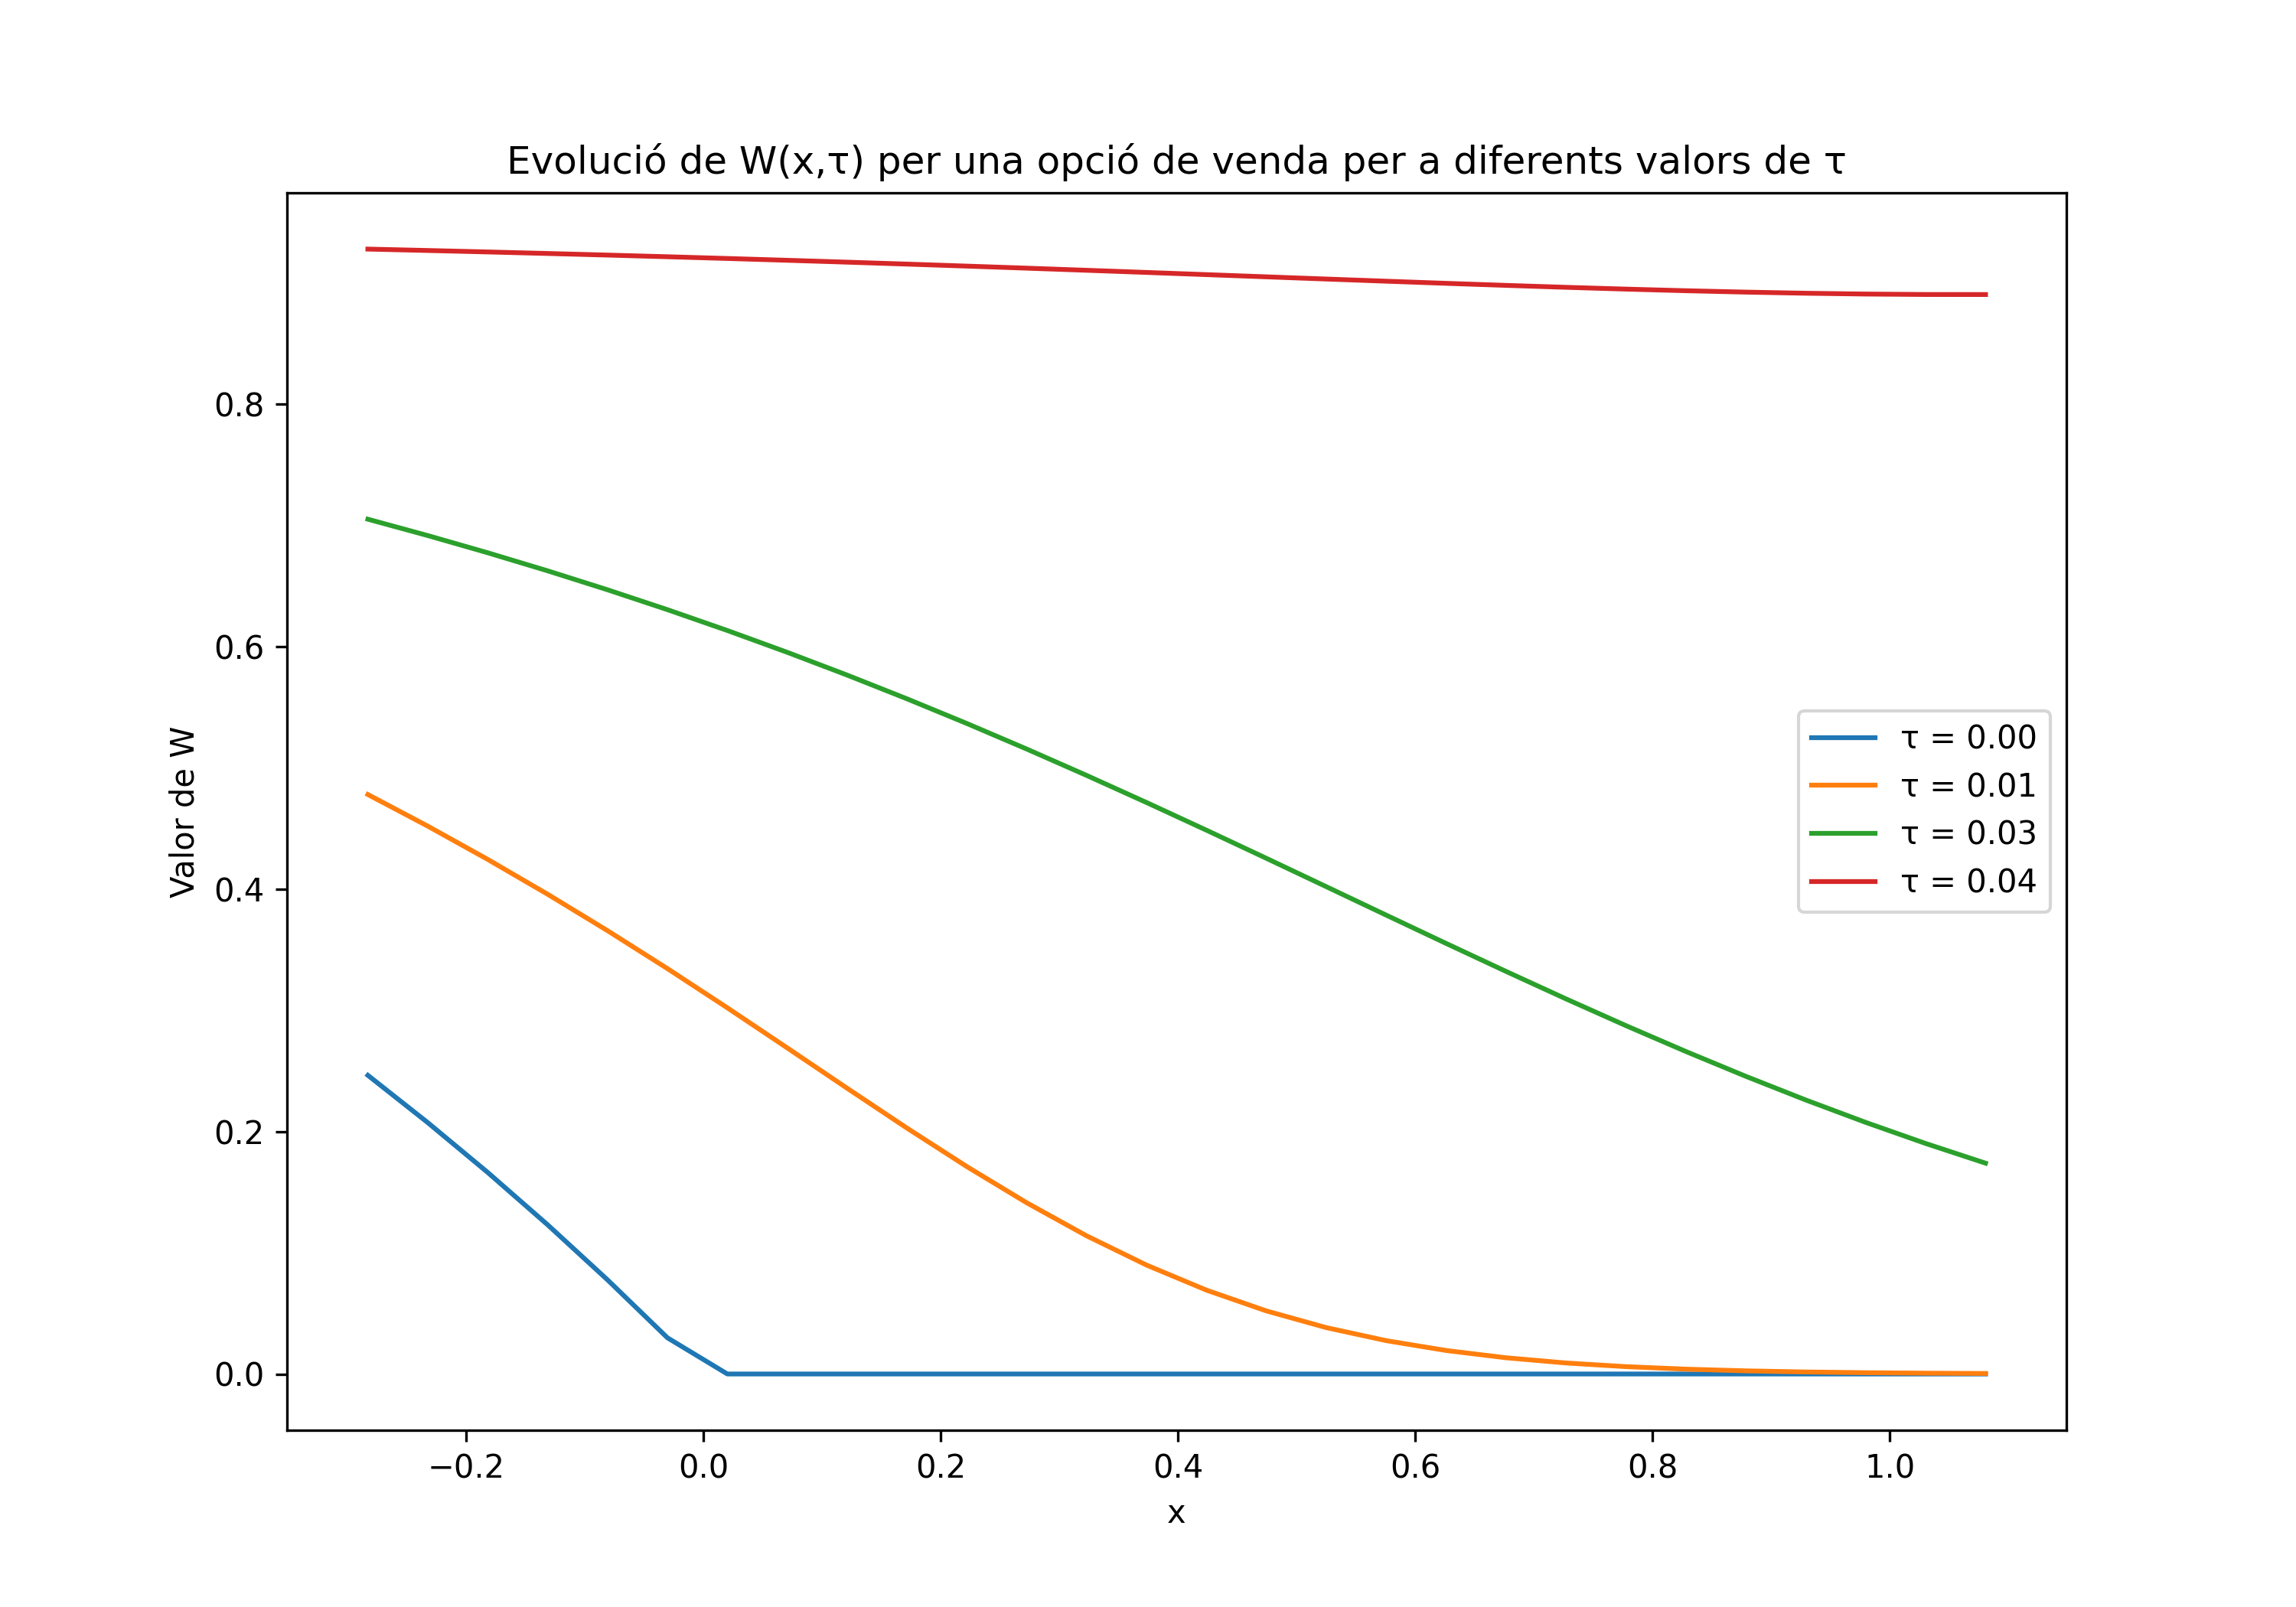 Evolució de W(x,τ) per una opció de venda per a diferents valors de τ
Valor de W
0.8
0.6
0.4
0.2
0.0
−0.2
0.0
0.2
0.4
0.6
0.8
1.0
x
τ = 0.00
τ = 0.01
τ = 0.03
τ = 0.04